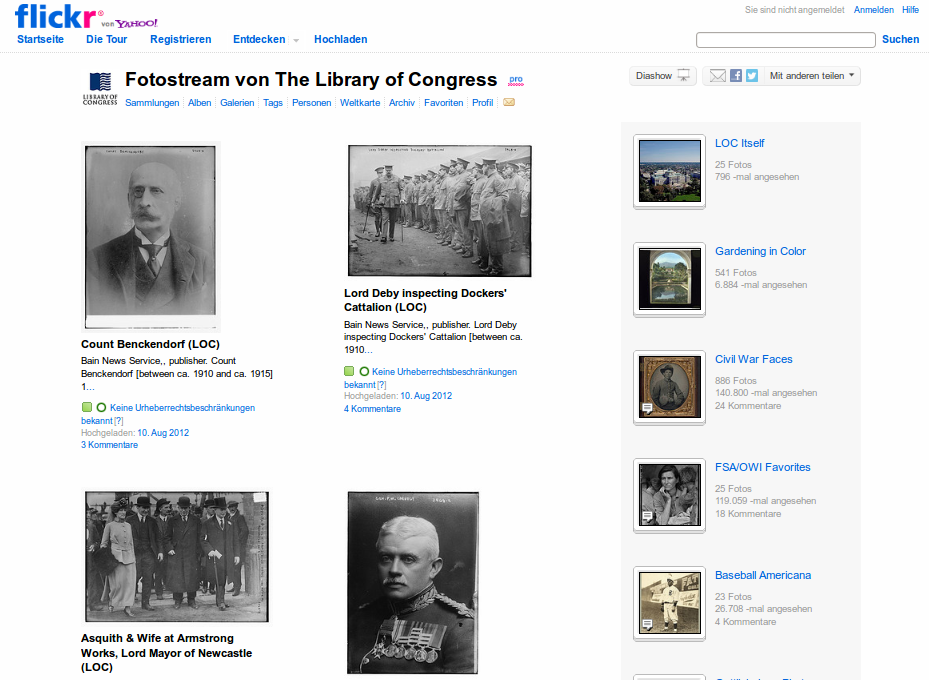 flickr von YAHOO!
Sie sind nicht angemeldet Anmelden Hilfe
Startseite Die Tour Registrieren Entdecken Hochladen
Suchen
LIBRARY OF CONGRESS
Fotostream von The Library of Congress pro
Diashow Mit anderen teilen
Sammlungen Alben Galerien Tags Personen Weltkarte Archiv Favoriten Profil
Count Benckendorf (LOC)
Bain News Service,, publisher. Count
Benckendorf [between ca. 1910 and ca. 1915]
1...
Keine Urheberrechtsbeschränkungen
bekannt [?]
Hochgeladen: 10. Aug 2012
3 Kommentare
Lord Deby inspecting Dockers'
Cattalion (LOC)
Bain News Service,, publisher. Lord Deby
inspecting Dockers' Cattalion [between ca.
1910...
Keine Urheberrechtsbeschränkungen
bekannt [?]
Hochgeladen: 10. Aug 2012
4 Kommentare
Asquith & Wife at Armstrong
Works, Lord Mayor of Newcastle
(LOC)
LOC Itself
25 Fotos
796 -mal angesehen
Gardening in Color
541 Fotos
6.884 -mal angesehen
Civil War Faces
886 Fotos
140.800 -mal angesehen
24 Kommentare
FSA/OWI Favorites
25 Fotos
119.059 -mal angesehen
18 Kommentare
Baseball Americana
23 Fotos
26.708 -mal angesehen
4 Kommentare